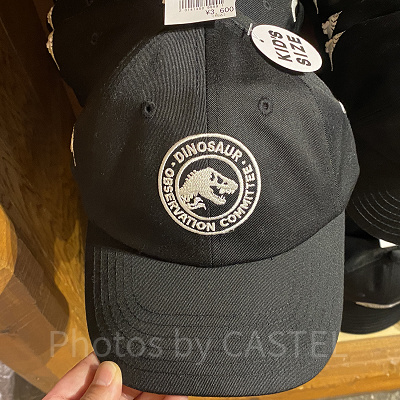 ¥3,600
KID'S
SIZE
DINOSAUR
OBSERVATION COMMITTEE
Photos by CASTEL